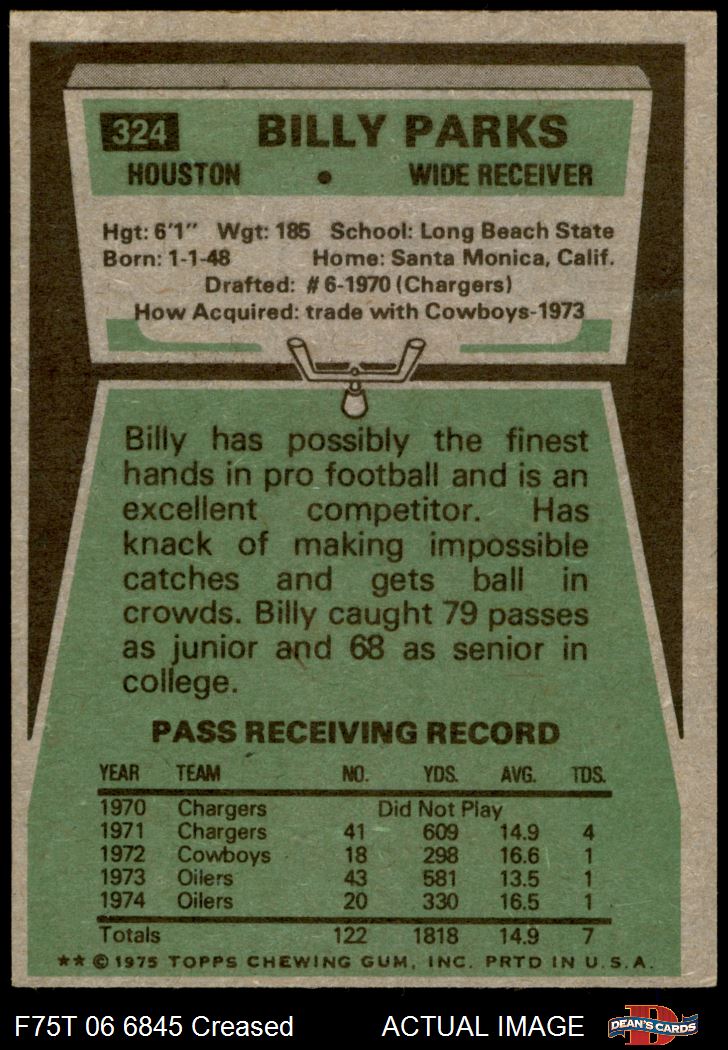 324 BILLY PARKS
HOUSTON • WIDE RECEIVER
Hgt: 6'1" Wgt: 185 School: Long Beach State
Born: 1-1-48 Home: Santa Monica, Calif.
Drafted: #6-1970 (Chargers)
How Acquired: trade with Cowboys-1973
Billy has possibly the finest
hands in pro football and is an
excellent competitor. Has
knack of making impossible
catches and gets ball in
crowds. Billy caught 79 passes
as junior and 68 as senior in
college.
PASS RECEIVING RECORD
YEAR TEAM NO. YDS. AVG. TDS.
1970 Chargers Did Not Play
1971 Chargers 41 609 14.9 4
1972 Cowboys 18 298 16.6 1
1973 Oilers 43 581 13.5 1
1974 Oilers 20 330 16.5 1
Totals 122 1818 14.9 7
** © 1975 TOPPS CHEWING GUM, INC. PRTD IN U.S.A.
F75T 06 6845 Creased ACTUAL IMAGE D DEAN'S CARDS